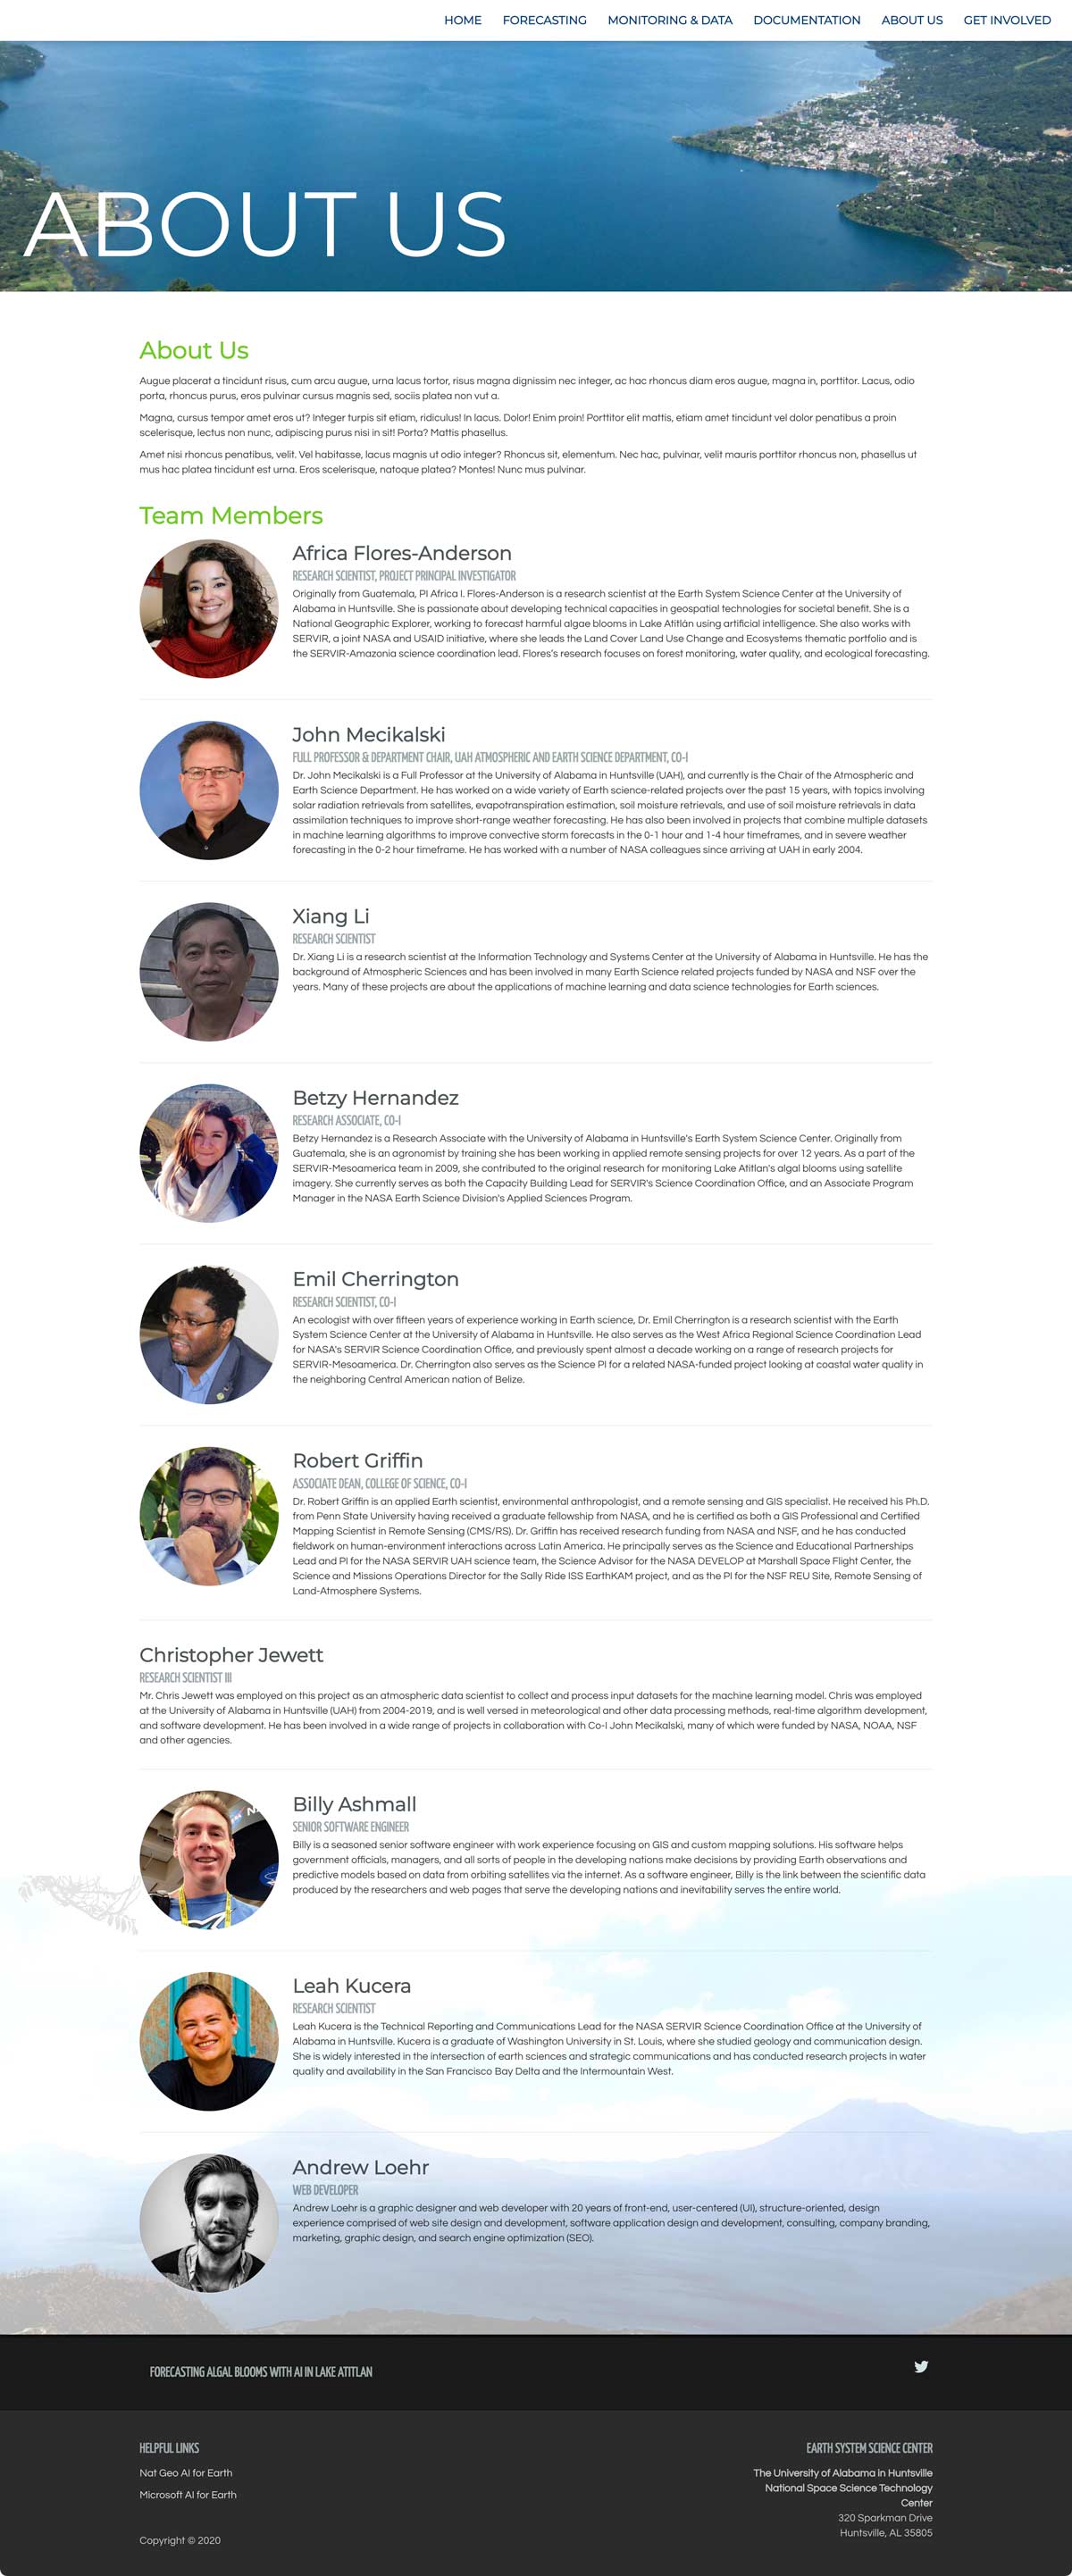 HOME FORECASTING MONITORING & DATA DOCUMENTATION ABOUT US GET INVOLVED
ABOUT US
About Us
Augue placerat a tincidunt risus, cum arcu augue, urna lacus tortor, risus magna dignissim nec integer, ac hac rhoncus diam eros augue, magna in, porttitor. Lacus, odio
porta, rhoncus purus, eros pulvinar cursus magnis sed, sociis platea non vut a.
Magna, cursus tempor amet eros ut? Integer turpis sit etiam, ridiculus! In lacus. Dolor! Enim proin! Porttitor elit mattis, etiam amet tincidunt vel dolor penatibus a proin
scelerisque, lectus non nunc, adipiscing purus nisi in sit! Porta? Mattis phasellus.
Amet nisi rhoncus penatibus, velit. Vel habitasse, lacus magnis ut odio integer? Rhoncus sit, elementum. Nec hac, pulvinar, velit mauris porttitor rhoncus non, phasellus ut
mus hac platea tincidunt est urna. Eros scelerisque, natoque platea? Montes! Nunc mus pulvinar.
Team Members
Africa Flores-Anderson
RESEARCH SCIENTIST, PROJECT PRINCIPAL INVESTIGATOR
Originally from Guatemala, PI Africa I. Flores-Anderson is a research scientist at the Earth System Science Center at the University of
Alabama in Huntsville. She is passionate about developing technical capacities in geospatial technologies for societal benefit. She is a
National Geographic Explorer, working to forecast harmful algae blooms in Lake Atitlán using artificial intelligence. She also works with
SERVIR, a joint NASA and USAID initiative, where she leads the Land Cover Land Use Change and Ecosystems thematic portfolio and is
the SERVIR-Amazonia science coordination lead. Flores's research focuses on forest monitoring, water quality, and ecological forecasting.
John Mecikalski
FULL PROFESSOR & DEPARTMENT CHAIR, UAH ATMOSPHERIC AND EARTH SCIENCE DEPARTMENT, CO-I
Dr. John Mecikalski is a Full Professor at the University of Alabama in Huntsville (UAH), and currently is the Chair of the Atmospheric and
Earth Science Department. He has worked on a wide variety of Earth science-related projects over the past 15 years, with topics involving
solar radiation retrievals from satellites, evapotranspiration estimation, soil moisture retrievals, and use of soil moisture retrievals in data
assimilation techniques to improve short-range weather forecasting. He has also been involved in projects that combine multiple datasets
in machine learning algorithms to improve convective storm forecasts in the 0-1 hour and 1-4 hour timeframes, and in severe weather
forecasting in the 0-2 hour timeframe. He has worked with a number of NASA colleagues since arriving at UAH in early 2004.
Xiang Li
RESEARCH SCIENTIST
Dr. Xiang Li is a research scientist at the Information Technology and Systems Center at the University of Alabama in Huntsville. He has the
background of Atmospheric Sciences and has been involved in many Earth Science related projects funded by NASA and NSF over the
years. Many of these projects are about the applications of machine learning and data science technologies for Earth sciences.
Betzy Hernandez
RESEARCH ASSOCIATE, CO-I
Betzy Hernandez is a Research Associate with the University of Alabama in Huntsville's Earth System Science Center. Originally from
Guatemala, she is an agronomist by training she has been working in applied remote sensing projects for over 12 years. As a part of the
SERVIR-Mesoamerica team in 2009, she contributed to the original research for monitoring Lake Atitlan's algal blooms using satellite
imagery. She currently serves as both the Capacity Building Lead for SERVIR's Science Coordination Office, and an Associate Program
Manager in the NASA Earth Science Division's Applied Sciences Program.
Emil Cherrington
RESEARCH SCIENTIST, CO-I
An ecologist with over fifteen years of experience working in Earth science, Dr. Emil Cherrington is a research scientist with the Earth
System Science Center at the University of Alabama in Huntsville. He also serves as the West Africa Regional Science Coordination Lead
for NASA's SERVIR Science Coordination Office, and previously spent almost a decade working on a range of research projects for
SERVIR-Mesoamerica. Dr. Cherrington also serves as the Science PI for a related NASA-funded project looking at coastal water quality in
the neighboring Central American nation of Belize.
Robert Griffin
ASSOCIATE DEAN, COLLEGE OF SCIENCE, CO-I
Dr. Robert Griffin is an applied Earth scientist, environmental anthropologist, and a remote sensing and GIS specialist. He received his Ph.D.
from Penn State University having received a graduate fellowship from NASA, and he is certified as both a GIS Professional and Certified
Mapping Scientist in Remote Sensing (CMS/RS). Dr. Griffin has received research funding from NASA and NSF, and he has conducted
fieldwork on human-environment interactions across Latin America. He principally serves as the Science and Educational Partnerships
Lead and PI for the NASA SERVIR UAH science team, the Science Advisor for the NASA DEVELOP at Marshall Space Flight Center, the
Science and Missions Operations Director for the Sally Ride ISS EarthKAM project, and as the PI for the NSF REU Site, Remote Sensing of
Land-Atmosphere Systems.
Christopher Jewett
RESEARCH SCIENTIST III
Mr. Chris Jewett was employed on this project as an atmospheric data scientist to collect and process input datasets for the machine learning model. Chris was employed
at the University of Alabama in Huntsville (UAH) from 2004-2019, and is well versed in meteorological and other data processing methods, real-time algorithm development,
and software development. He has been involved in a wide range of projects in collaboration with Co-I John Mecikalski, many of which were funded by NASA, NOAA, NSF
and other agencies.
Billy Ashmall
SENIOR SOFTWARE ENGINEER
Billy is a seasoned senior software engineer with work experience focusing on GIS and custom mapping solutions. His software helps
government officials, managers, and all sorts of people in the developing nations make decisions by providing Earth observations and
predictive models based on data from orbiting satellites via the internet. As a software engineer, Billy is the link between the scientific data
produced by the researchers and web pages that serve the developing nations and inevitability serves the entire world.
Leah Kucera
RESEARCH SCIENTIST
Leah Kucera is the Technical Reporting and Communications Lead for the NASA SERVIR Science Coordination Office at the University of
Alabama in Huntsville. Kucera is a graduate of Washington University in St. Louis, where she studied geology and communication design.
She is widely interested in the intersection of earth sciences and strategic communications and has conducted research projects in water
quality and availability in the San Francisco Bay Delta and the Intermountain West.
Andrew Loehr
WEB DEVELOPER
Andrew Loehr is a graphic designer and web developer with 20 years of front-end, user-centered (UI), structure-oriented, design
experience comprised of web site design and development, software application design and development, consulting, company branding,
marketing, graphic design, and search engine optimization (SEO).
FORECASTING ALGAL BLOOMS WITH AI IN LAKE ATITLAN
HELPFUL LINKS
Nat Geo AI for Earth
Microsoft AI for Earth
Copyright © 2020
EARTH SYSTEM SCIENCE CENTER
The University of Alabama in Huntsville
National Space Science Technology
Center
320 Sparkman Drive
Huntsville, AL 35805